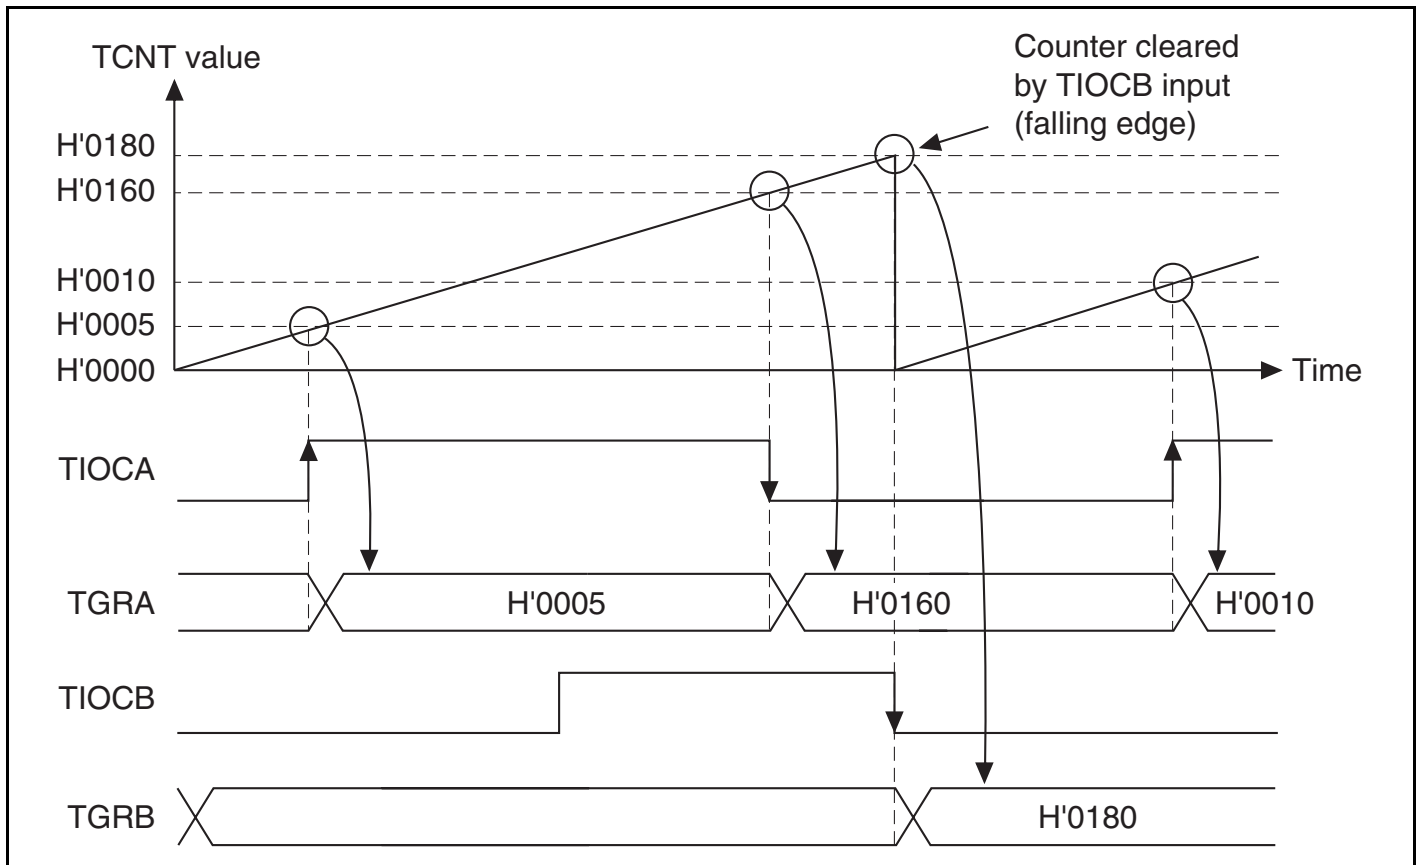 TCNT value
Counter cleared
by TIOCB input
(falling edge)
H'0180
H'0160
H'0010
H'0005
H'0000
Time
TIOCA
TGRA
H'0005
H'0160
H'0010
TIOCB
TGRB
H'0180